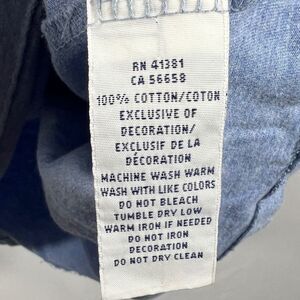 RN 41381
CA 56658
100% COTTON/COTON
EXCLUSIVE OF
DECORATION/
EXCLUSIF DE LA
DÉCORATION
MACHINE WASH WARM
WASH WITH LIKE COLORS
DO NOT BLEACH
TUMBLE DRY LOW
WARM IRON IF NEEDED
DO NOT IRON
DECORATION
DO NOT DRY CLEAN